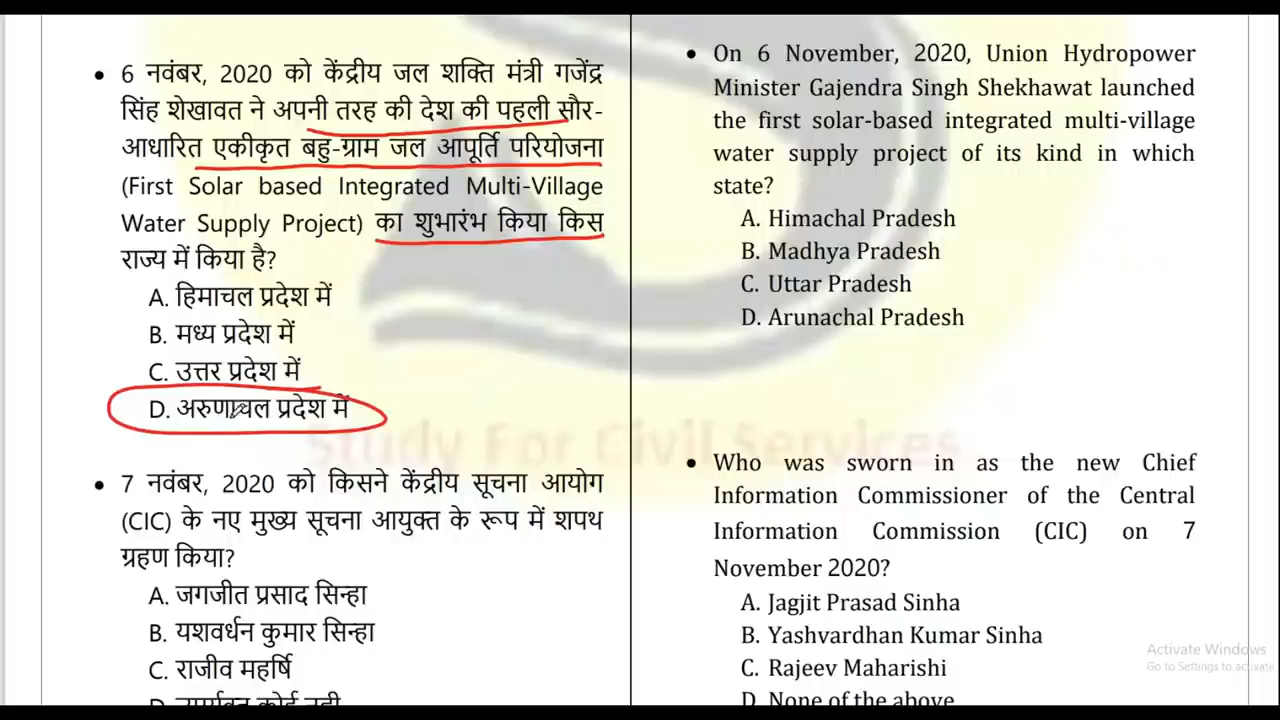 • 6 नवंबर, 2020 को केंद्रीय जल शक्ति मंत्री गजेंद्र
सिंह शेखावत ने अपनी तरह की देश की पहली सौर-
आधारित एकीकृत बहु-ग्राम जल आपूर्ति परियोजना
(First Solar based Integrated Multi-Village
Water Supply Project) का शुभारंभ किया किस
राज्य में किया है?
A. हिमाचल प्रदेश में
B. मध्य प्रदेश में
C. उत्तर प्रदेश में
D. अरुणाचल प्रदेश में
• 7 नवंबर, 2020 को किसने केंद्रीय सूचना आयोग
(CIC) के नए मुख्य सूचना आयुक्त के रूप में शपथ
ग्रहण किया?
A. जगजीत प्रसाद सिन्हा
B. यशवर्धन कुमार सिन्हा
C. राजीव महर्षि
• On 6 November, 2020, Union Hydropower
Minister Gajendra Singh Shekhawat launched
the first solar-based integrated multi-village
water supply project of its kind in which
state?
A. Himachal Pradesh
B. Madhya Pradesh
C. Uttar Pradesh
D. Arunachal Pradesh
• Who was sworn in as the new Chief
Information Commissioner of the Central
Information Commission (CIC) on 7
November 2020?
A. Jagjit Prasad Sinha
B. Yashvardhan Kumar Sinha
C. Rajeev Maharishi
D. None of the above
Study For Civil Services
Activate Windows
Go to Settings to activate